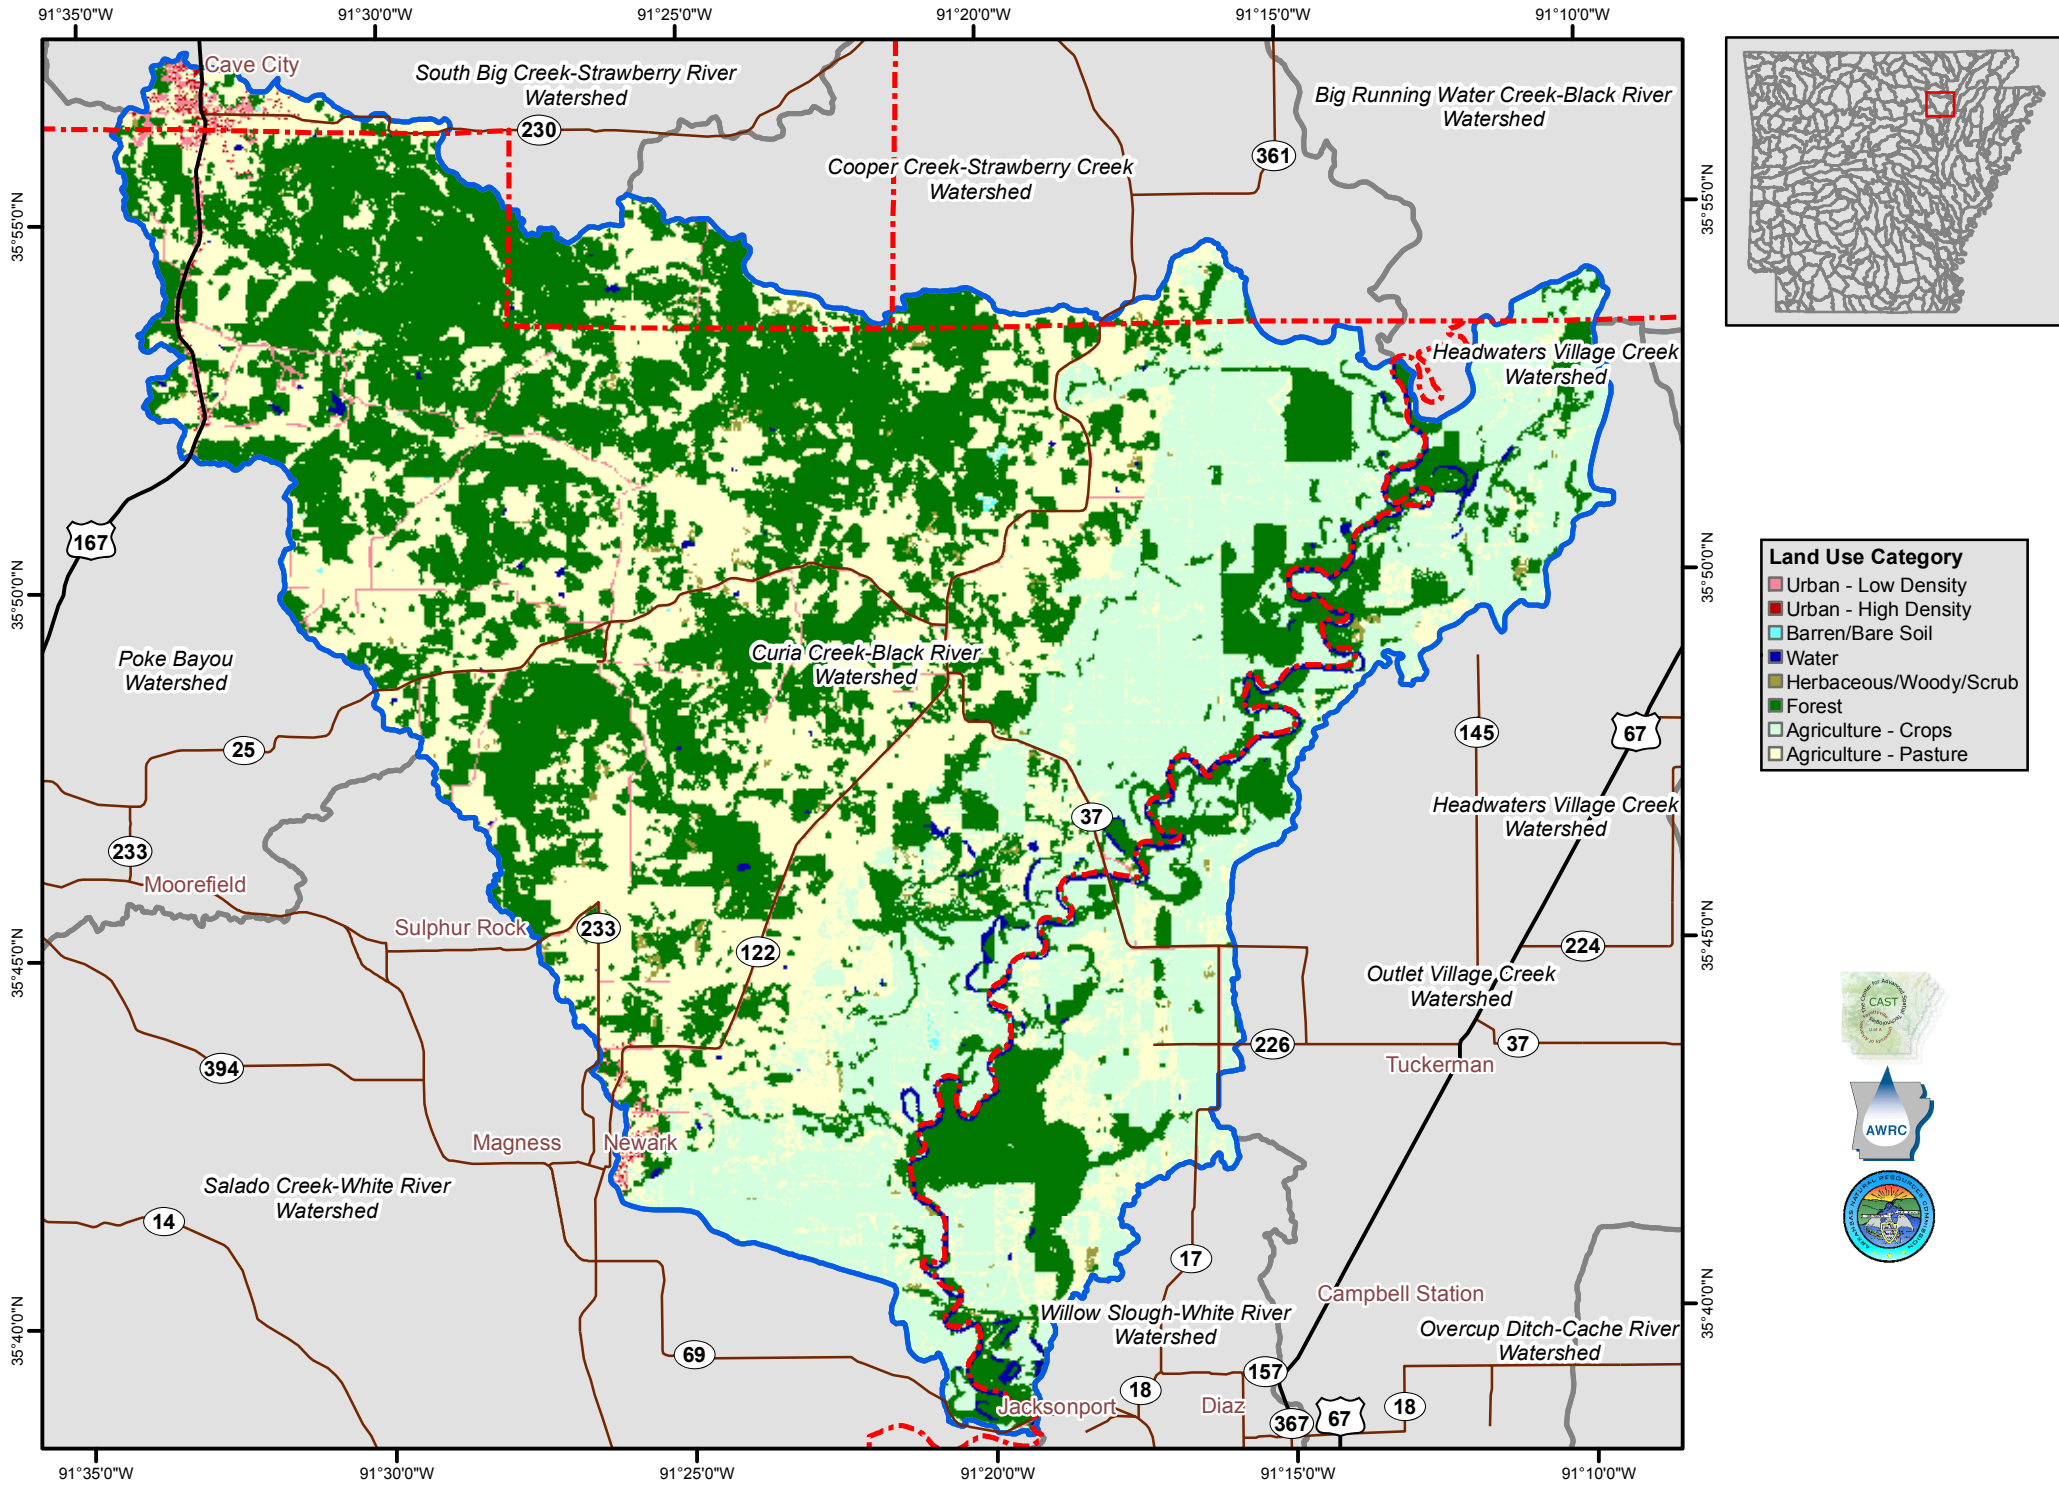 91°35'0"W
91°30'0"W
91°25'0"W
91°20'0"W
91°15'0"W
91°10'0"W
Cave City
South Big Creek-Strawberry River
Watershed
Big Running Water Creek-Black River
Watershed
230
361
Cooper Creek-Strawberry Creek
Watershed
35°55'0"N
35°55'0"N
Headwaters Village Creek
Watershed
167
35°50'0"N
35°50'0"N
Land Use Category
Urban - Low Density
Urban - High Density
Barren/Bare Soil
Water
Herbaceous/Woody/Scrub
Forest
Agriculture - Crops
Agriculture - Pasture
Poke Bayou
Watershed
Curia Creek-Black River
Watershed
25
145
67
37
Headwaters Village Creek
Watershed
233
Moorefield
Sulphur Rock
233
122
224
35°45'0"N
35°45'0"N
Outlet Village Creek
Watershed
226
37
Tuckerman
394
CAST
AWRC
Magness
Newark
Salado Creek-White River
Watershed
14
17
ARKANSAS NATURAL RESOURCES COMMISSION
Campbell Station
35°40'0"N
35°40'0"N
Willow Slough-White River
Watershed
Overcup Ditch-Cache River
Watershed
69
157
18
Jacksonport
Diaz
367
67
18
91°35'0"W
91°30'0"W
91°25'0"W
91°20'0"W
91°15'0"W
91°10'0"W